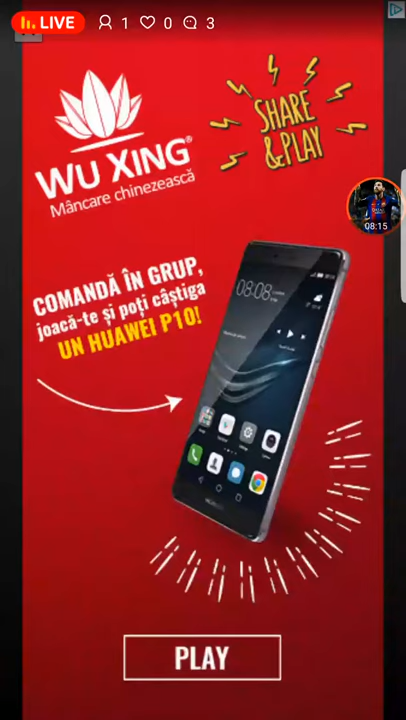 LIVE 1 0 3
WU XING®
Mâncare chinezească
SHARE
&PLAY
08:15
COMANDĂ ÎN GRUP,
joacă-te și poți câștiga
UN HUAWEI P10!
08:08
HUAWEI
PLAY